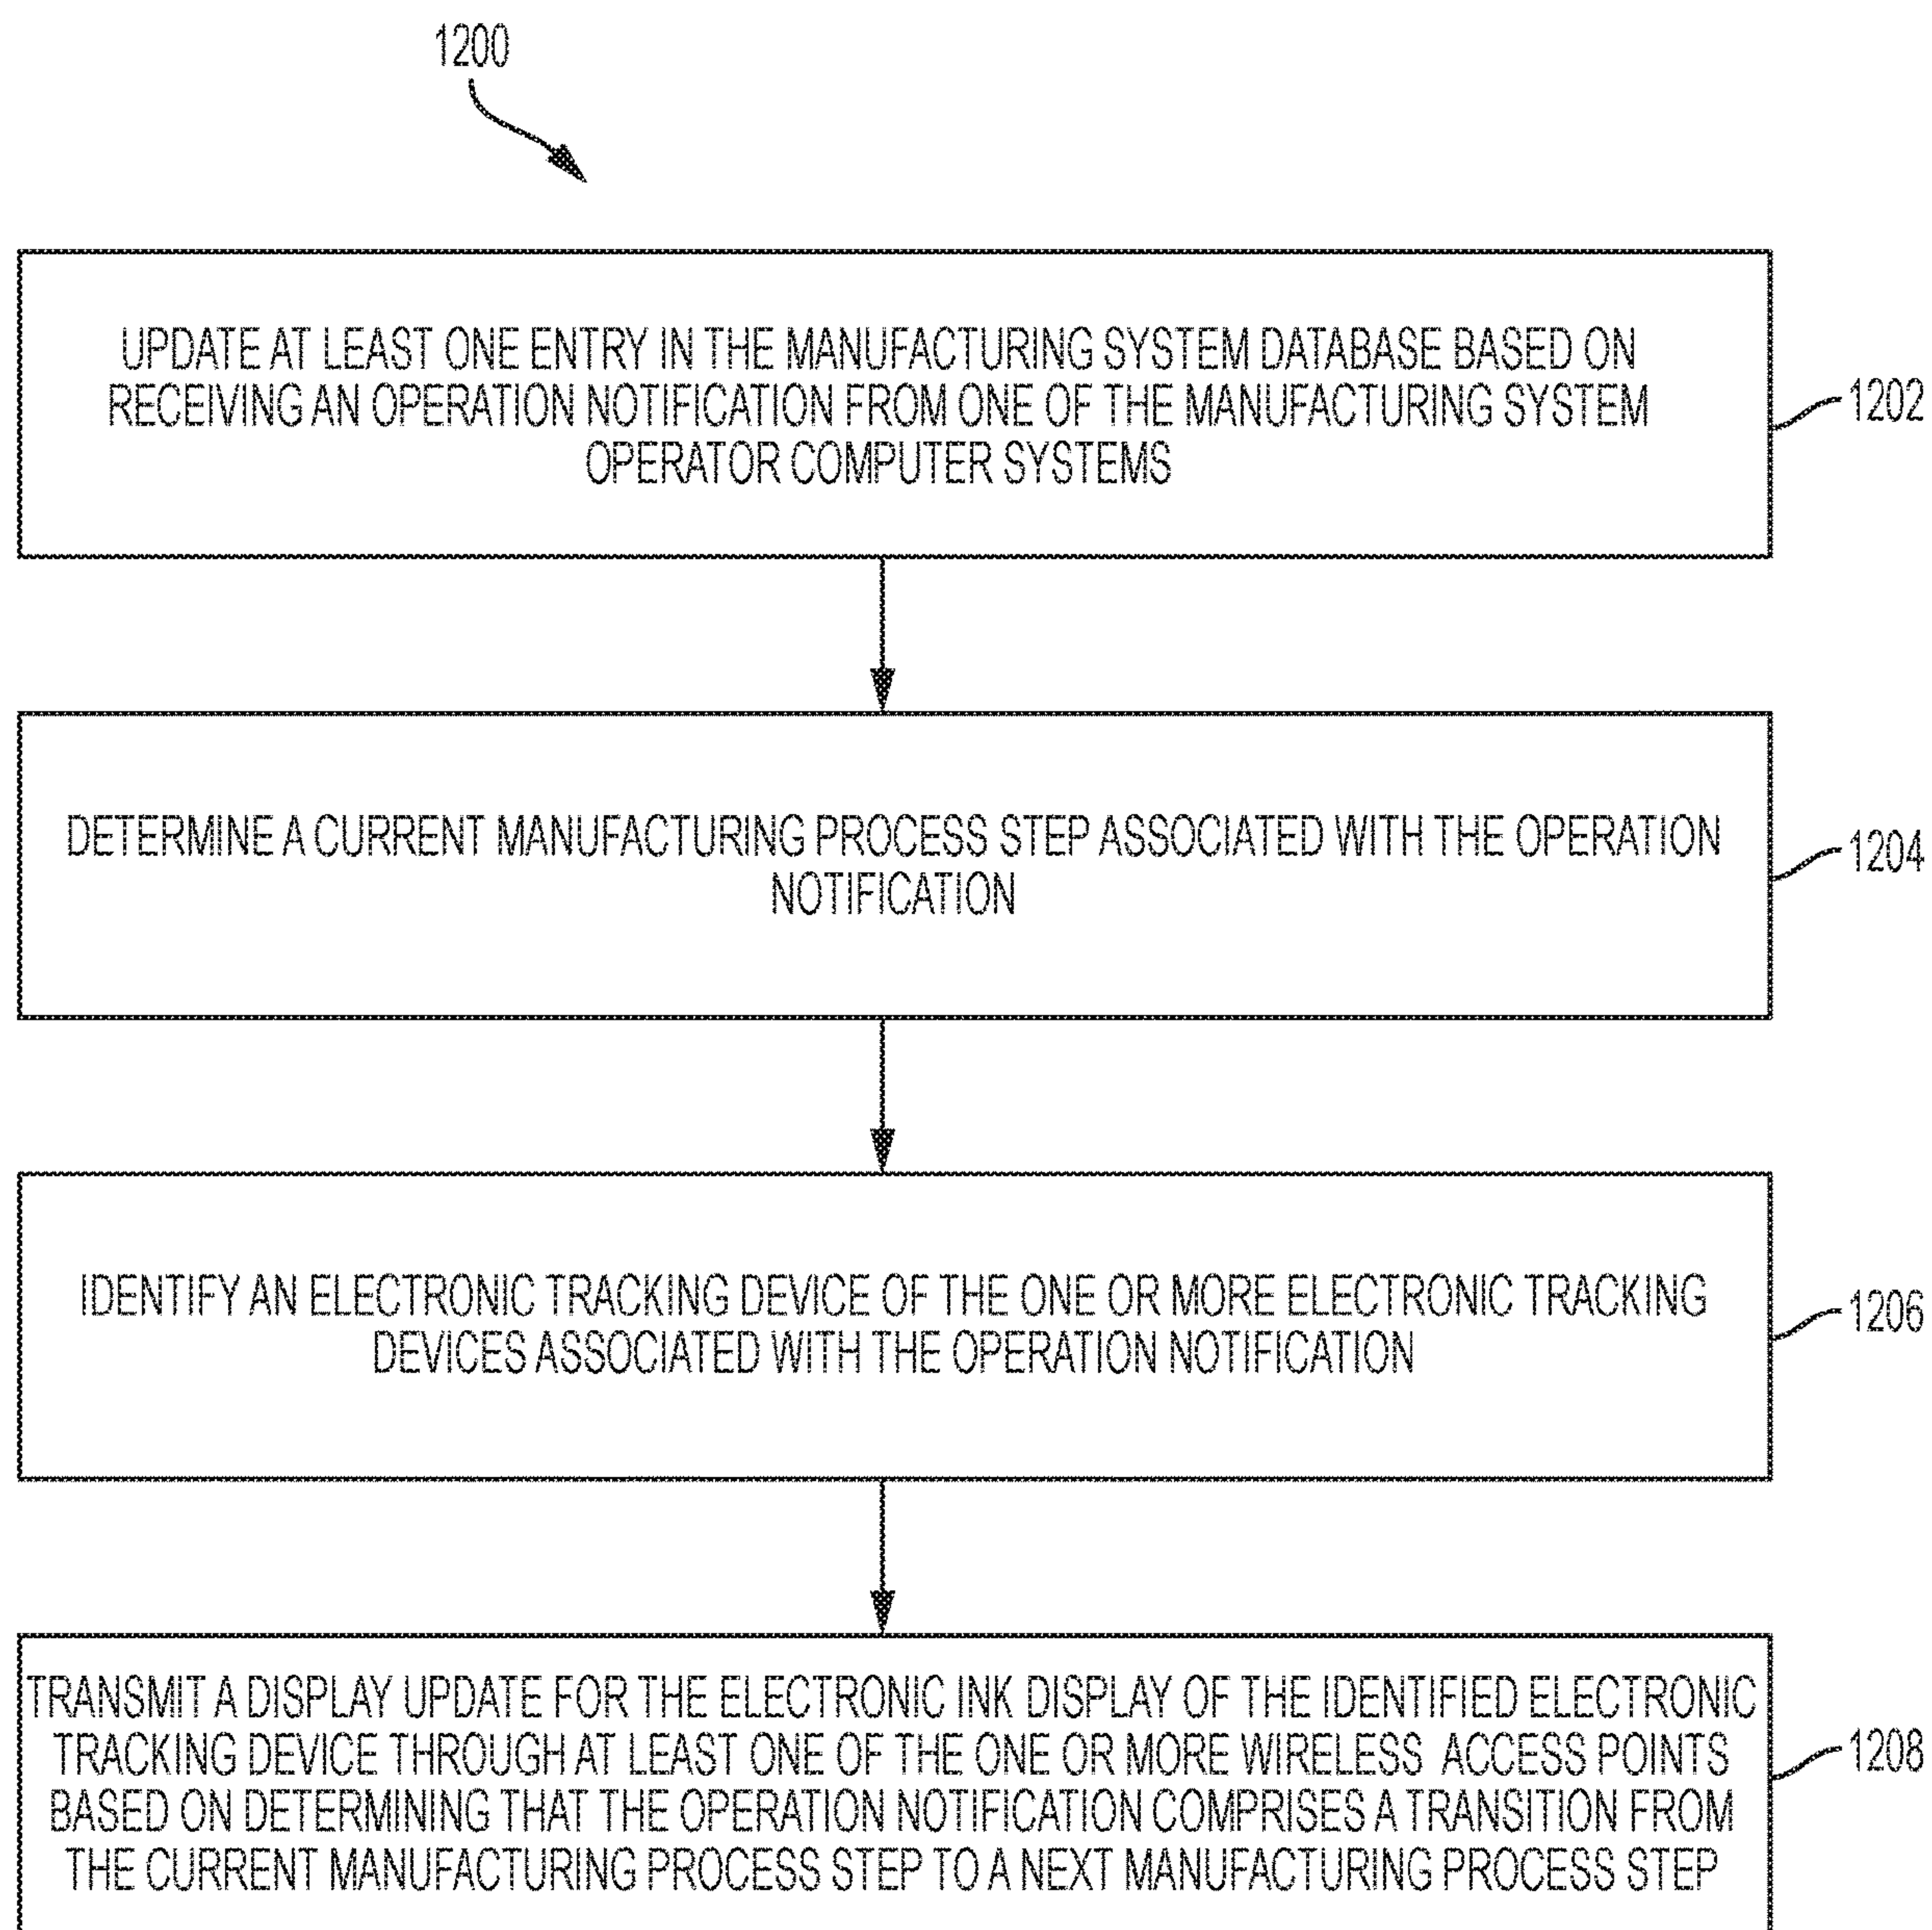 1200
UPDATE AT LEAST ONE ENTRY IN THE MANUFACTURING SYSTEM DATABASE BASED ON
RECEIVING AN OPERATION NOTIFICATION FROM ONE OF THE MANUFACTURING SYSTEM
OPERATOR COMPUTER SYSTEMS
1202
DETERMINE A CURRENT MANUFACTURING PROCESS STEP ASSOCIATED WITH THE OPERATION
NOTIFICATION
1204
IDENTIFY AN ELECTRONIC TRACKING DEVICE OF THE ONE OR MORE ELECTRONIC TRACKING
DEVICES ASSOCIATED WITH THE OPERATION NOTIFICATION
1206
TRANSMIT A DISPLAY UPDATE FOR THE ELECTRONIC INK DISPLAY OF THE IDENTIFIED ELECTRONIC
TRACKING DEVICE THROUGH AT LEAST ONE OF THE ONE OR MORE WIRELESS ACCESS POINTS
BASED ON DETERMINING THAT THE OPERATION NOTIFICATION COMPRISES A TRANSITION FROM
THE CURRENT MANUFACTURING PROCESS STEP TO A NEXT MANUFACTURING PROCESS STEP
1208